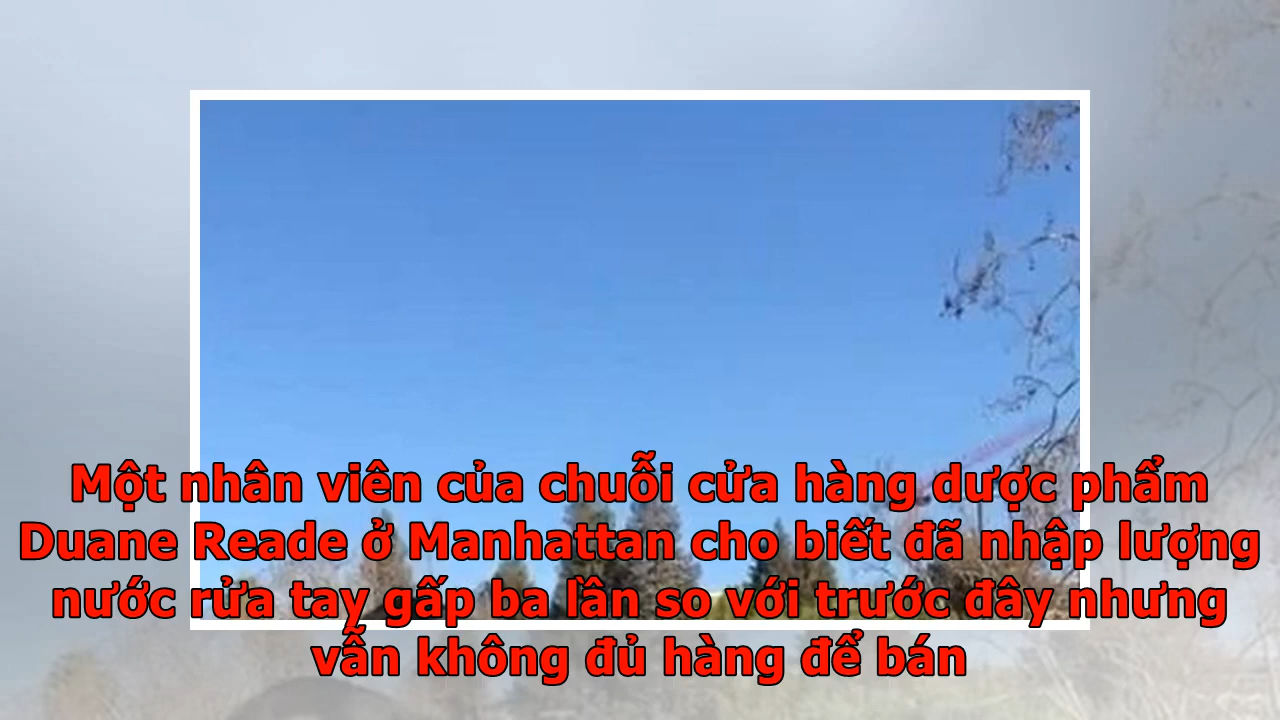 Một nhân viên của chuỗi cửa hàng dược phẩm
Duane Reade ở Manhattan cho biết đã nhập lượng
nước rửa tay gấp ba lần so với trước đây nhưng
vẫn không đủ hàng để bán